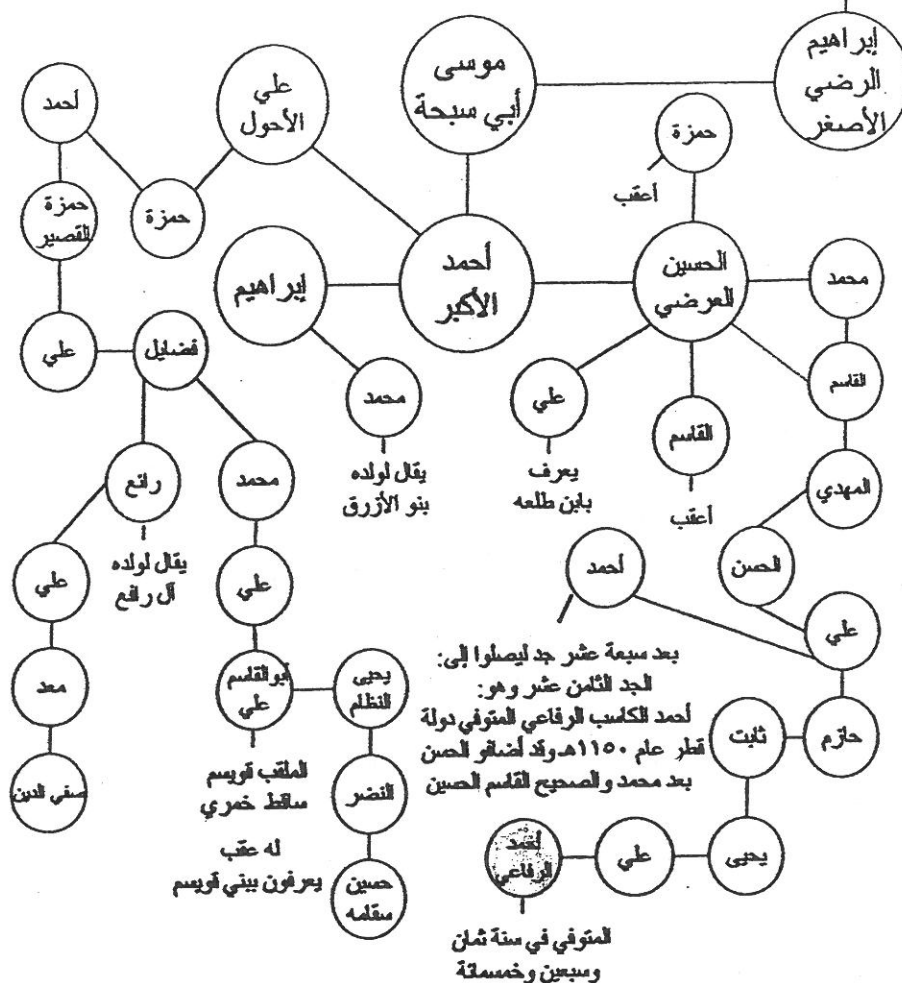 إبراهيم
الرضي
الأصغر
موسى
أبي سبحة
علي
الأحول
أحمد
حمزة
أعقب
حمزة
القصير
حمزة
أحمد
الأكبر
الحسين
العرضي
محمد
إبراهيم
علي
فضايل
محمد
علي
القاسم
القاسم
يعرف
بابن طلعه
أعقب
يقال لولده
بنو الأزرق
رافع
محمد
المهدي
يقال لولده
آل رافع
علي
علي
أحمد
الحسن
علي
بعد سبعة عشر جد ليصلوا إلى:
الجد الثامن عشر وهو:
أحمد الكاسب الرفاعي المتوفي دولة
قطر عام ١١٥٠هـ وقد أضافو الحسن
بعد محمد والصحيح القاسم الحسين
معد
أبو القاسم
علي
يحيى
النظام
ثابت
حازم
الملقب قويسم
ساقط خمري
صفي الدين
النضر
له عقب
يعرفون ببني قويسم
حسين
سقلمه
أحمد
الرفاعي
علي
يحيى
المتوفي في سنة ثمان
وسبعين وخمسمائة